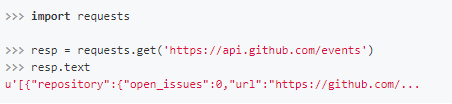 >>> import requests
>>> resp = requests.get('https://api.github.com/events')
>>> resp.text
u'[{"repository":{"open_issues":0,"url":"https://github.com/...